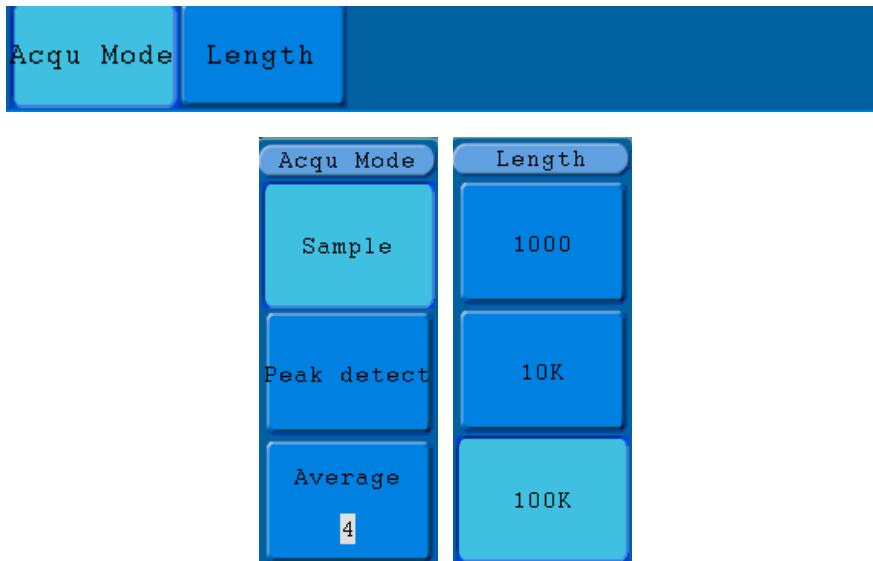 Acqu Mode
Length
Acqu Mode
Sample
Peak detect
Average
4
Length
1000
10K
100K